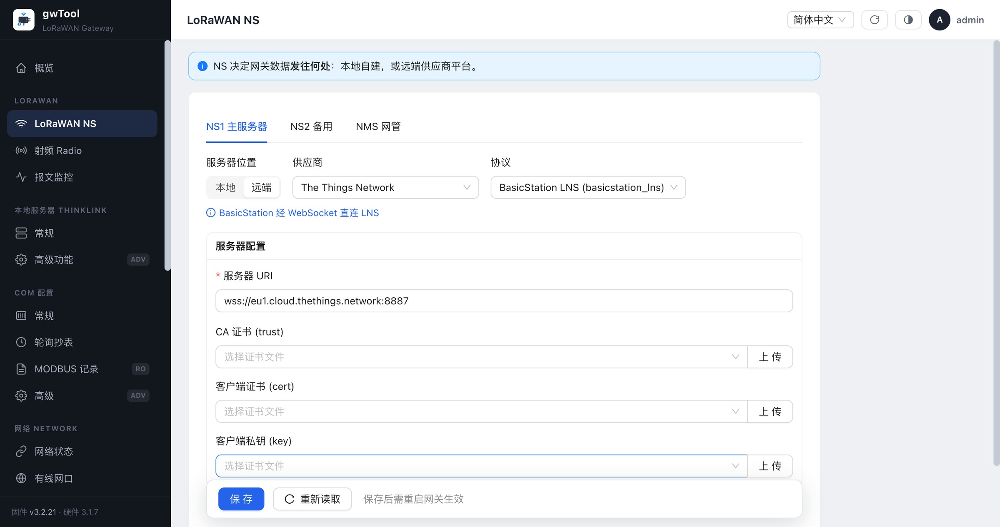 gwTool
LoRaWAN Gateway
概览
LORAWAN
LoRaWAN NS
射频 Radio
报文监控
本地服务器 THINKLINK
常规
高级功能 ADV
COM 配置
常规
轮询抄表
MODBUS 记录 RO
高级 ADV
网络 NETWORK
网络状态
有线网口
固件 v3.2.21 · 硬件 3.1.7
LoRaWAN NS
简体中文
A admin
NS 决定网关数据发往何处：本地自建，或远端供应商平台。
NS1 主服务器 NS2 备用 NMS 网管
服务器位置 供应商 协议
本地 远端 The Things Network BasicStation LNS (basicstation_lns)
BasicStation 经 WebSocket 直连 LNS
服务器配置
* 服务器 URI
wss://eu1.cloud.thethings.network:8887
CA 证书 (trust)
选择证书文件 上 传
客户端证书 (cert)
选择证书文件 上 传
客户端私钥 (key)
选择证书文件 上 传
保 存 重新读取 保存后需重启网关生效